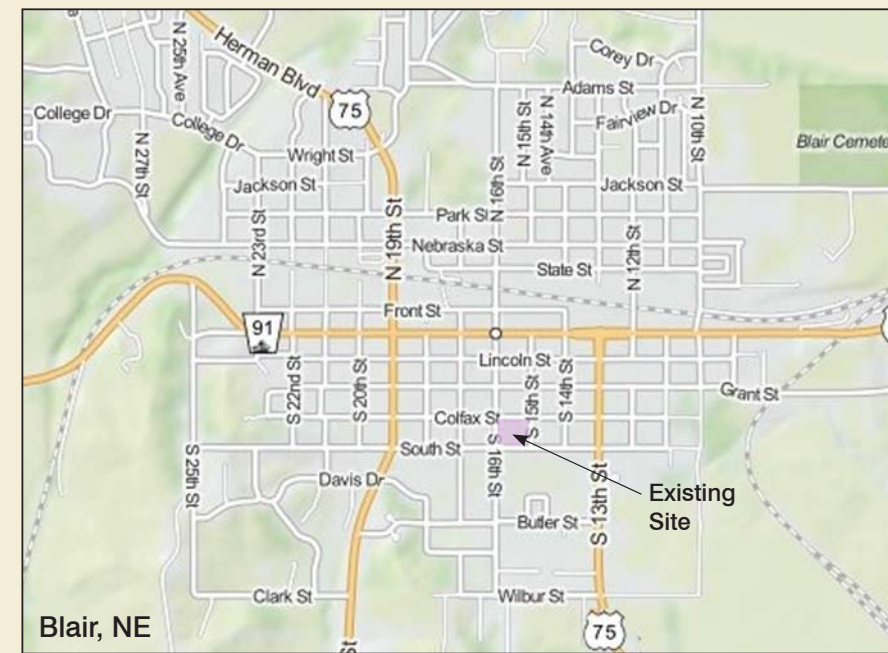 Corey Dr
Herman Blvd
N 25th Ave
75
Adams St
College Dr
College Dr
N 27th St
N 15th St
N 14th Ave
Fairview Dr
N 10th St
Blair Cemete
Wright St
Jackson St
Jackson St
N 16th St
Park St
N 23rd St
N 19th St
Nebraska St
State St
N 12th St
Front St
91
Lincoln St
S 22nd St
S 20th St
S 15th St
S 14th St
Grant St
Colfax St
South St
S 16th St
S 25th St
Davis Dr
S 13th St
Existing
Site
Butler St
Clark St
Wilbur St
Blair, NE
St
75